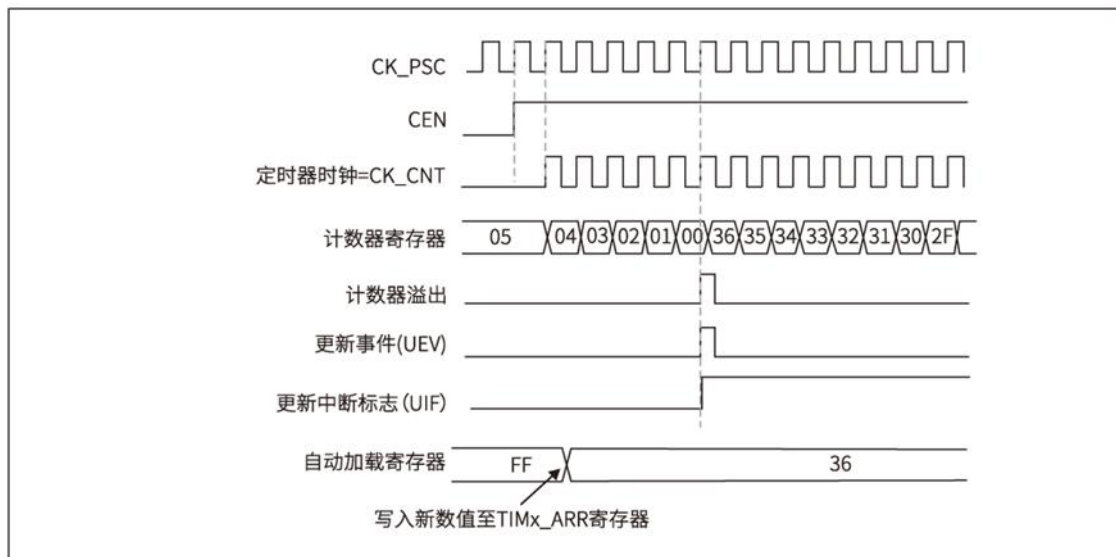 CK_PSC
CEN
定时器时钟=CK_CNT
计数器寄存器 05 04 03 02 01 00 36 35 34 33 32 31 30 2F
计数器溢出
更新事件(UEV)
更新中断标志(UIF)
自动加载寄存器 FF 36
写入新数值至TIMx_ARR寄存器